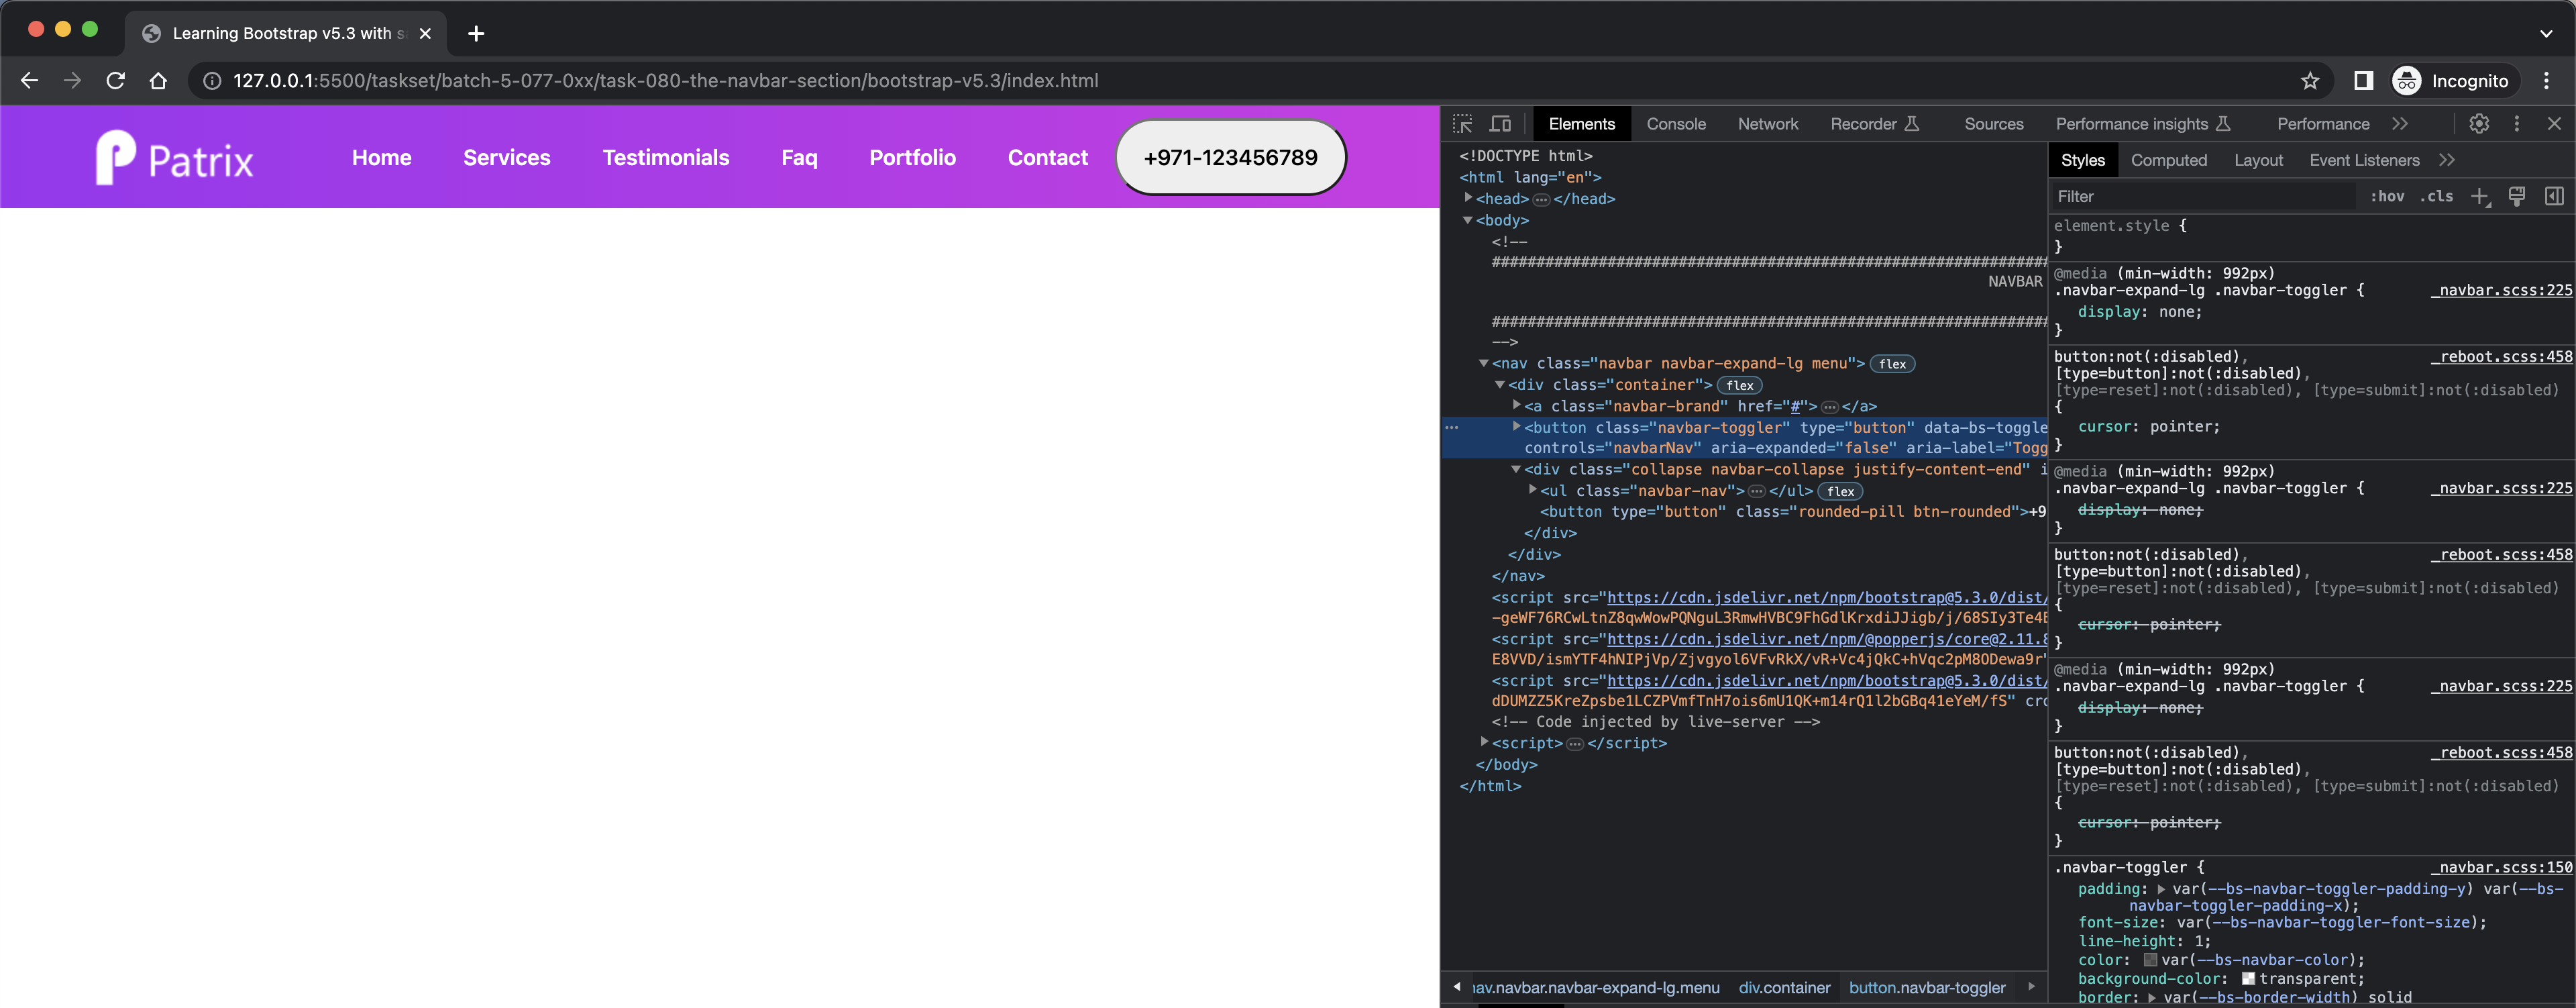 Learning Bootstrap v5.3 with sa
127.0.0.1:5500/taskset/batch-5-077-0xx/task-080-the-navbar-section/bootstrap-v5.3/index.html
Incognito
Patrix
Home Services Testimonials Faq Portfolio Contact +971-123456789
Elements Console Network Recorder Sources Performance insights Performance
<!DOCTYPE html>
<html lang="en">
<head> </head>
<body>
<!--
###############################################################
NAVBAR
###############################################################
-->
<nav class="navbar navbar-expand-lg menu"> flex
<div class="container"> flex
<a class="navbar-brand" href="#"> </a>
<button class="navbar-toggler" type="button" data-bs-toggle
controls="navbarNav" aria-expanded="false" aria-label="Togg
<div class="collapse navbar-collapse justify-content-end" i
<ul class="navbar-nav"> </ul> flex
<button type="button" class="rounded-pill btn-rounded">+9
</div>
</div>
</nav>
<script src="https://cdn.jsdelivr.net/npm/bootstrap@5.3.0/dist/
-geWF76RCwLtnZ8qwWowPQNguL3RmwHVBC9FhGdlKrxdiJJigb/j/68SIy3Te4B
<script src="https://cdn.jsdelivr.net/npm/@popperjs/core@2.11.8
E8VVD/ismYTF4hNIPjVp/Zjvgyol6VFvRkX/vR+Vc4jQkC+hVqc2pM8ODewa9r"
<script src="https://cdn.jsdelivr.net/npm/bootstrap@5.3.0/dist/
dDUMZZ5KreZpsbe1LCZPVmfTnH7ois6mU1QK+m14rQ1l2bGBq41eYeM/fS" cro
<!-- Code injected by live-server -->
<script> </script>
</body>
</html>
nav.navbar.navbar-expand-lg.menu div.container button.navbar-toggler
Styles Computed Layout Event Listeners
Filter :hov .cls
element.style {
}
@media (min-width: 992px)
.navbar-expand-lg .navbar-toggler { _navbar.scss:225
display: none;
}
button:not(:disabled), _reboot.scss:458
[type=button]:not(:disabled),
[type=reset]:not(:disabled), [type=submit]:not(:disabled)
{
cursor: pointer;
}
@media (min-width: 992px)
.navbar-expand-lg .navbar-toggler { _navbar.scss:225
display: none;
}
button:not(:disabled), _reboot.scss:458
[type=button]:not(:disabled),
[type=reset]:not(:disabled), [type=submit]:not(:disabled)
{
cursor: pointer;
}
@media (min-width: 992px)
.navbar-expand-lg .navbar-toggler { _navbar.scss:225
display: none;
}
button:not(:disabled), _reboot.scss:458
[type=button]:not(:disabled),
[type=reset]:not(:disabled), [type=submit]:not(:disabled)
{
cursor: pointer;
}
.navbar-toggler { _navbar.scss:150
padding: var(--bs-navbar-toggler-padding-y) var(--bs-
navbar-toggler-padding-x);
font-size: var(--bs-navbar-toggler-font-size);
line-height: 1;
color: var(--bs-navbar-color);
background-color: transparent;
border: var(--bs-border-width) solid